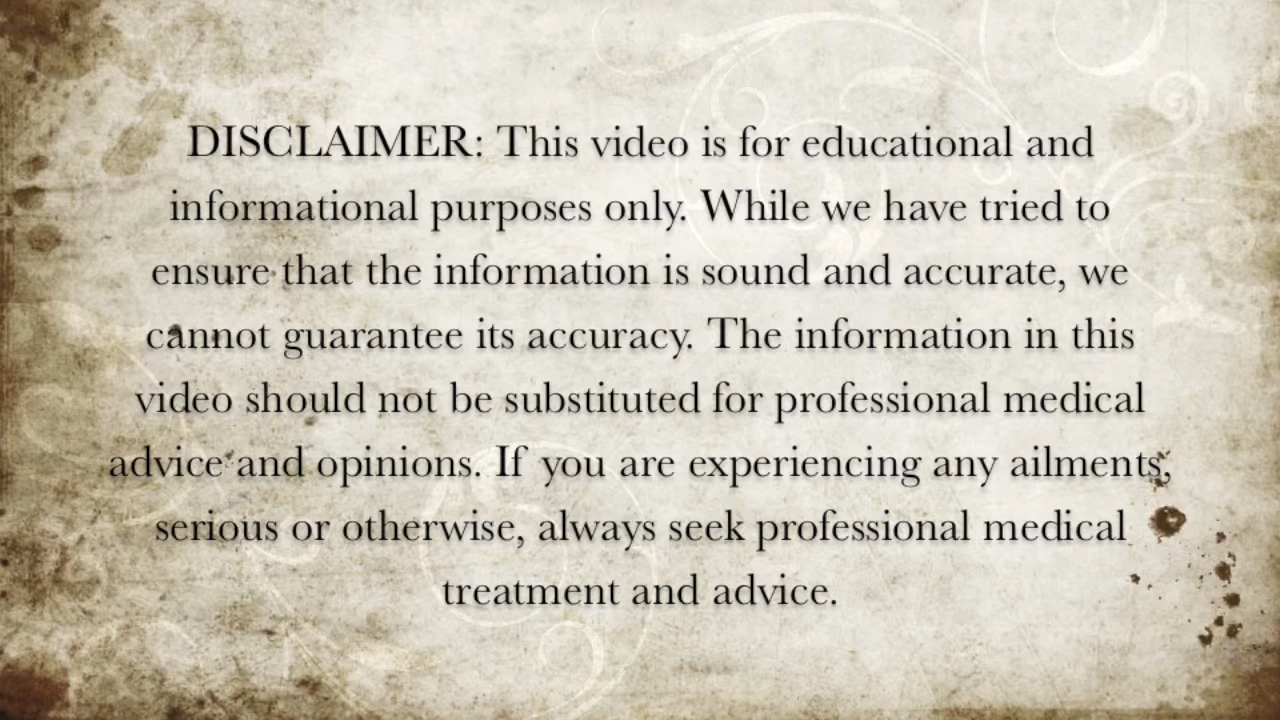 DISCLAIMER: This video is for educational and
informational purposes only. While we have tried to
ensure that the information is sound and accurate, we
cannot guarantee its accuracy. The information in this
video should not be substituted for professional medical
advice and opinions. If you are experiencing any ailments,
serious or otherwise, always seek professional medical
treatment and advice.